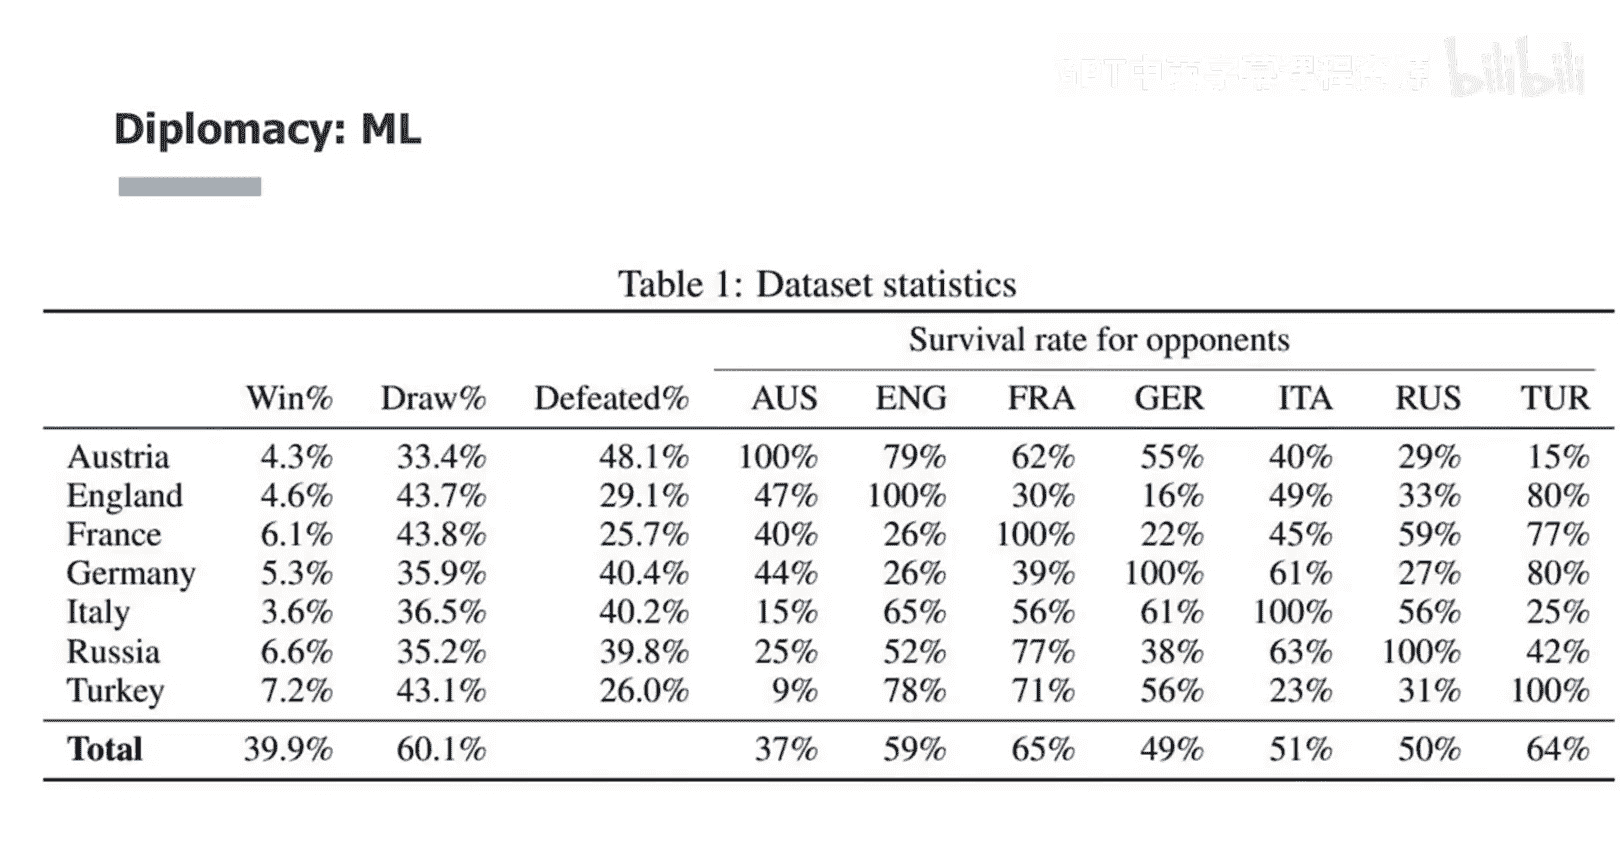 bilibili
Diplomacy: ML
Table 1: Dataset statistics
Survival rate for opponents
Win% Draw% Defeated% AUS ENG FRA GER ITA RUS TUR
Austria 4.3% 33.4% 48.1% 100% 79% 62% 55% 40% 29% 15%
England 4.6% 43.7% 29.1% 47% 100% 30% 16% 49% 33% 80%
France 6.1% 43.8% 25.7% 40% 26% 100% 22% 45% 59% 77%
Germany 5.3% 35.9% 40.4% 44% 26% 39% 100% 61% 27% 80%
Italy 3.6% 36.5% 40.2% 15% 65% 56% 61% 100% 56% 25%
Russia 6.6% 35.2% 39.8% 25% 52% 77% 38% 63% 100% 42%
Turkey 7.2% 43.1% 26.0% 9% 78% 71% 56% 23% 31% 100%
Total 39.9% 60.1% 37% 59% 65% 49% 51% 50% 64%